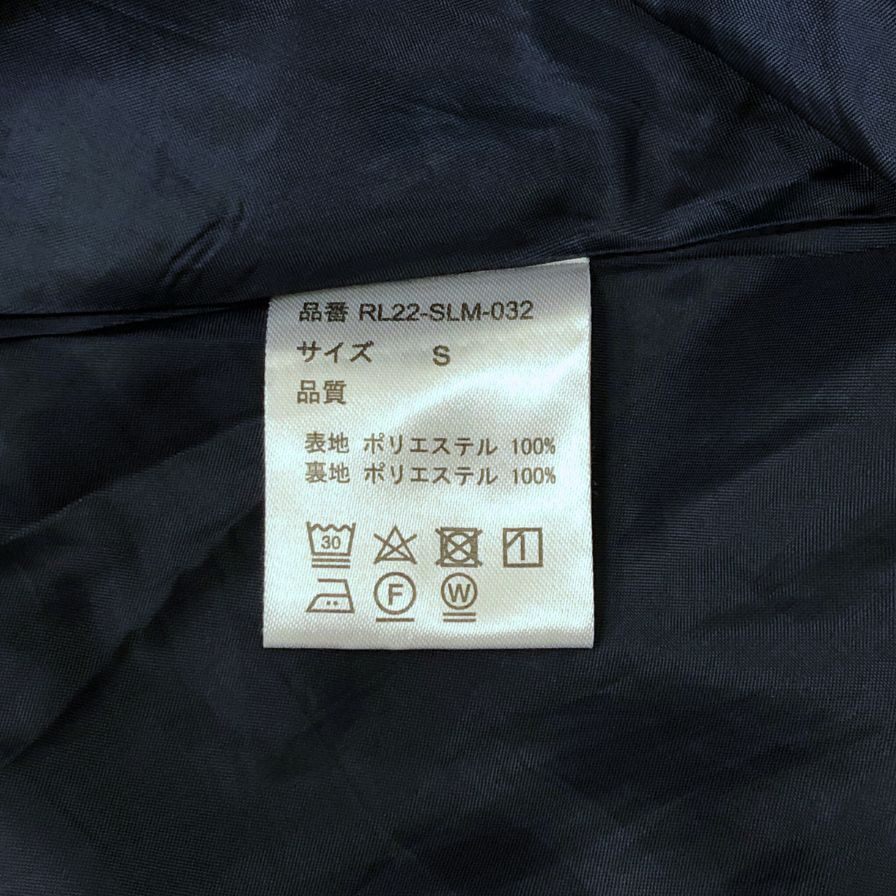 品番 RL22-SLM-032
サイズ S
品質
表地 ポリエステル 100%
裏地 ポリエステル 100%
30
F W